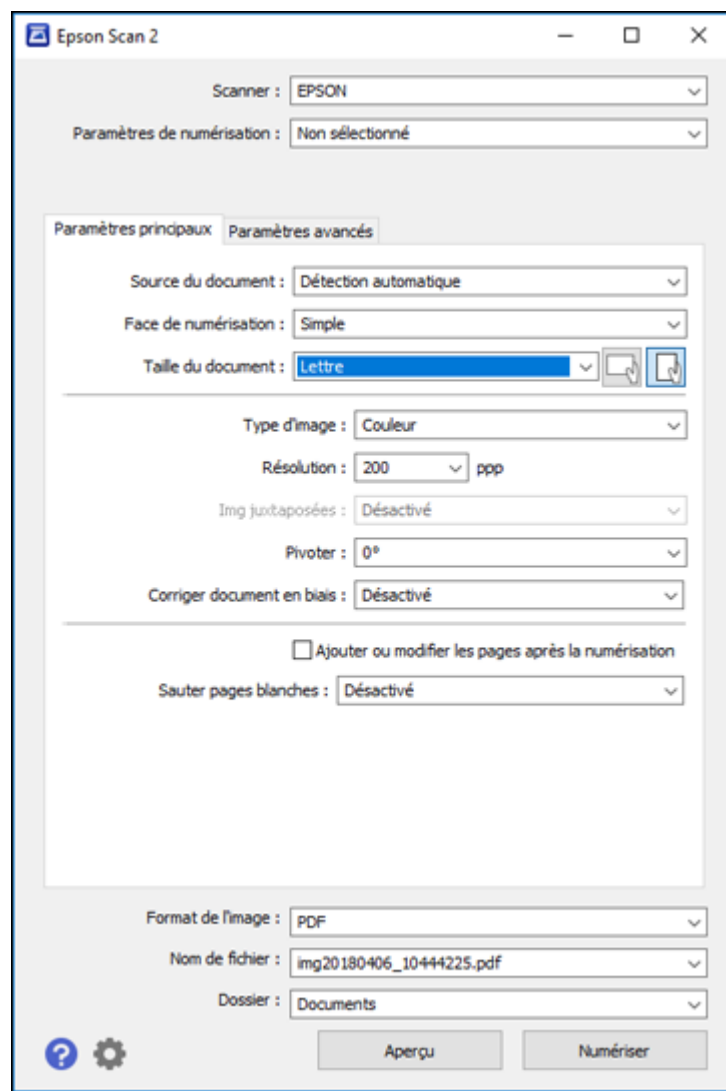 Epson Scan 2
Scanner : EPSON
Paramètres de numérisation : Non sélectionné
Paramètres principaux Paramètres avancés
Source du document : Détection automatique
Face de numérisation : Simple
Taille du document : Lettre
Type d'image : Couleur
Résolution : 200 ppp
Img juxtaposées : Désactivé
Pivoter : 0°
Corriger document en biais : Désactivé
Ajouter ou modifier les pages après la numérisation
Sauter pages blanches : Désactivé
Format de l'image : PDF
Nom de fichier : img20180406_10444225.pdf
Dossier : Documents
? Aperçu Numériser